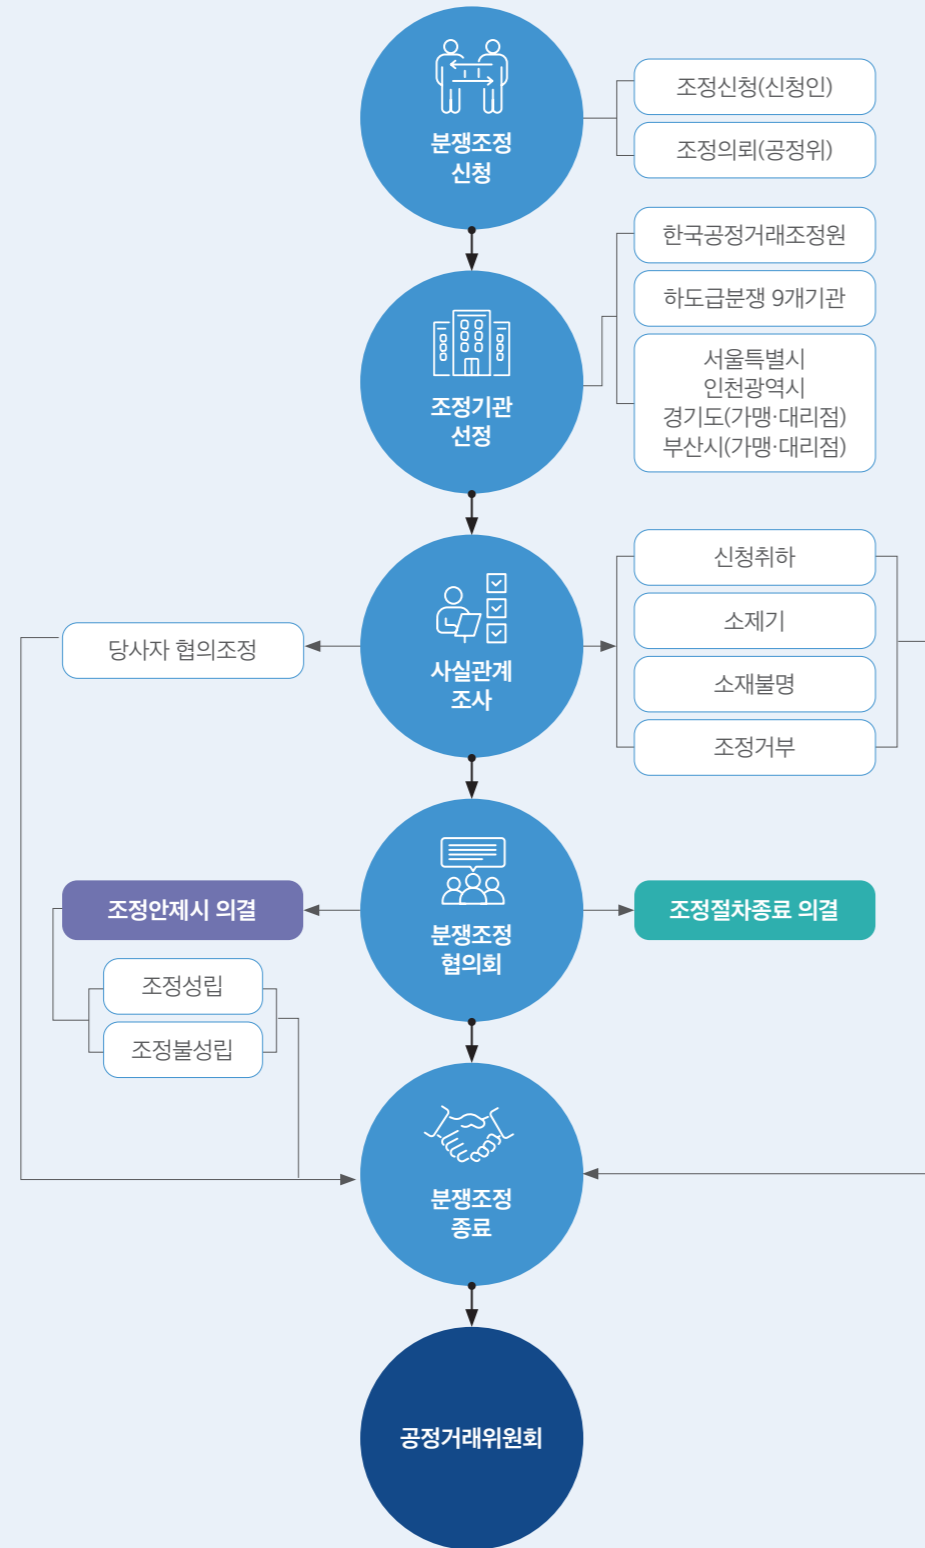 분쟁조정
신청
조정신청(신청인)
조정의뢰(공정위)
조정기관
선정
한국공정거래조정원
하도급분쟁 9개기관
서울특별시
인천광역시
경기도(가맹·대리점)
부산시(가맹·대리점)
사실관계
조사
당사자 협의조정
신청취하
소제기
소재불명
조정거부
분쟁조정
협의회
조정안제시 의결
조정성립
조정불성립
조정절차종료 의결
분쟁조정
종료
공정거래위원회